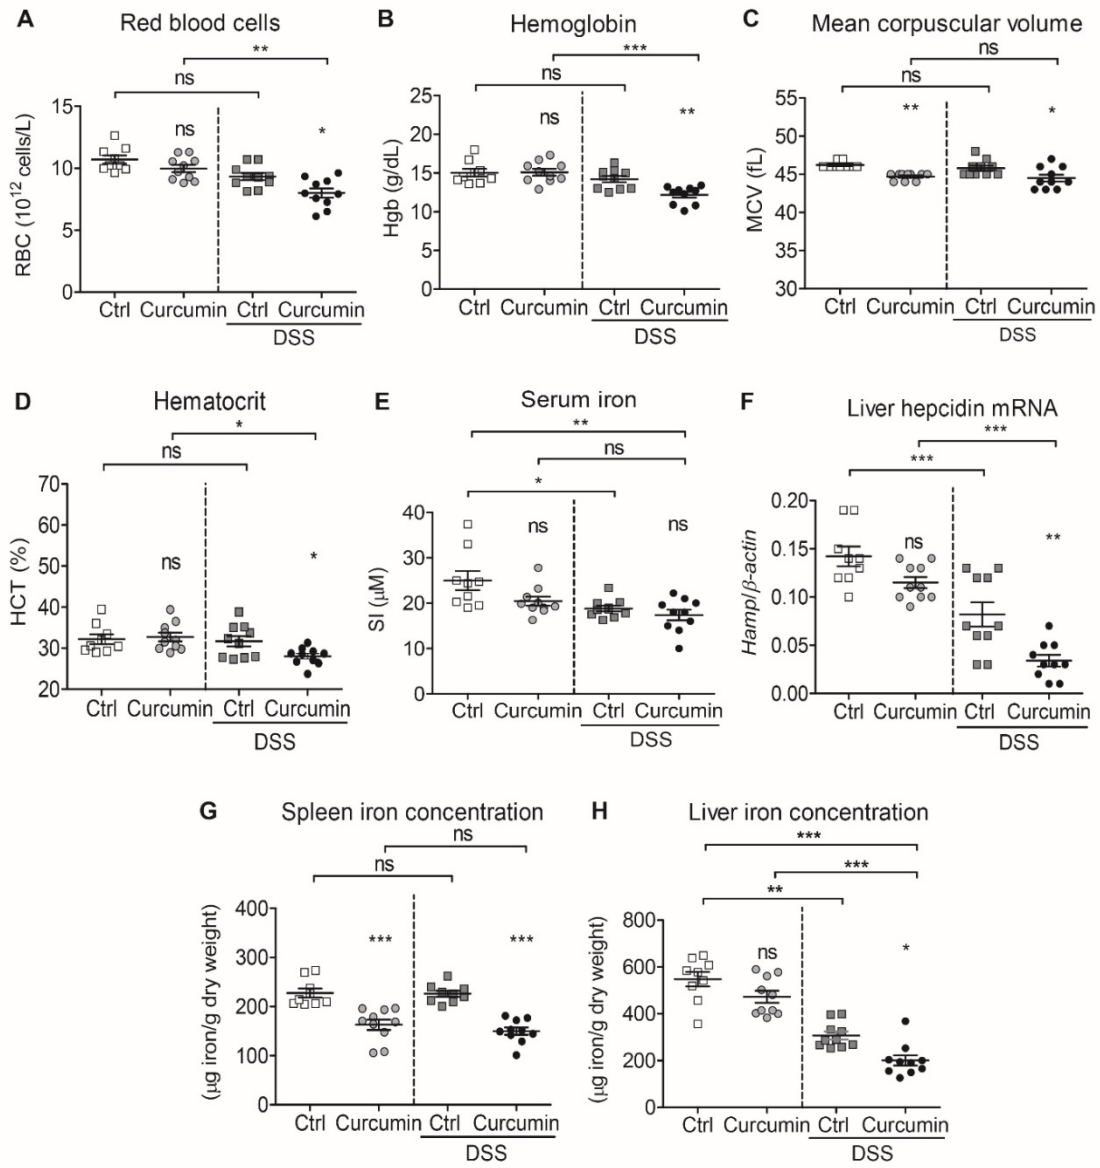 A Red blood cells
**
ns
15
10
5
0
RBC (10¹² cells/L)
ns
*
Ctrl Curcumin Ctrl Curcumin
DSS
B Hemoglobin
***
ns
25
20
15
10
5
0
Hgb (g/dL)
ns
**
Ctrl Curcumin Ctrl Curcumin
DSS
C Mean corpuscular volume
ns
ns
55
50
45
40
35
30
MCV (fL)
**
*
Ctrl Curcumin Ctrl Curcumin
DSS
D Hematocrit
*
ns
70
60
50
40
30
20
HCT (%)
ns
*
Ctrl Curcumin Ctrl Curcumin
DSS
E Serum iron
**
ns
*
40
30
20
10
0
SI (µM)
ns
ns
Ctrl Curcumin Ctrl Curcumin
DSS
F Liver hepcidin mRNA
***
***
0.20
0.15
0.10
0.05
0.00
Hamp/β-actin
ns
**
Ctrl Curcumin Ctrl Curcumin
DSS
G Spleen iron concentration
ns
ns
400
300
200
100
0
(µg iron/g dry weight)
***
***
Ctrl Curcumin Ctrl Curcumin
DSS
H Liver iron concentration
***
***
**
800
600
400
200
0
(µg iron/g dry weight)
ns
*
Ctrl Curcumin Ctrl Curcumin
DSS